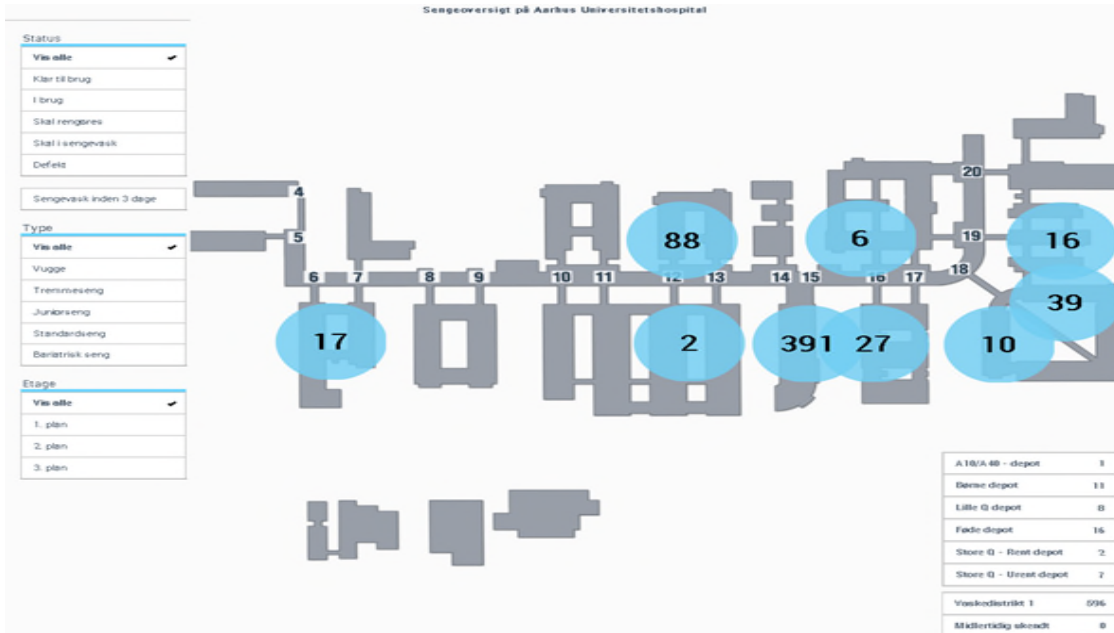 Sengeoversigt på Aarhus Universitetshospital
Status
Vis alle
Klar til brug
I brug
Skal rengøres
Skal i sengevask
Defekt
Sengevask inden 3 dage
Type
Vis alle
Vugge
Tremmeseng
Juniorseng
Standardseng
Bariatrisk seng
Etage
Vis alle
1. plan
2. plan
3. plan
4
5
6 7 8 9 10 11 12 13 14 15 16 17 18
19
20
88 6 16
39
17 2 391 27 10
A10/A40 - depot 1
Børne depot 11
Lille Q depot 8
Føde depot 16
Store Q - Rent depot 2
Store Q - Urent depot 7
Vaskedistrikt 1 596
Midlertidig ukendt 0